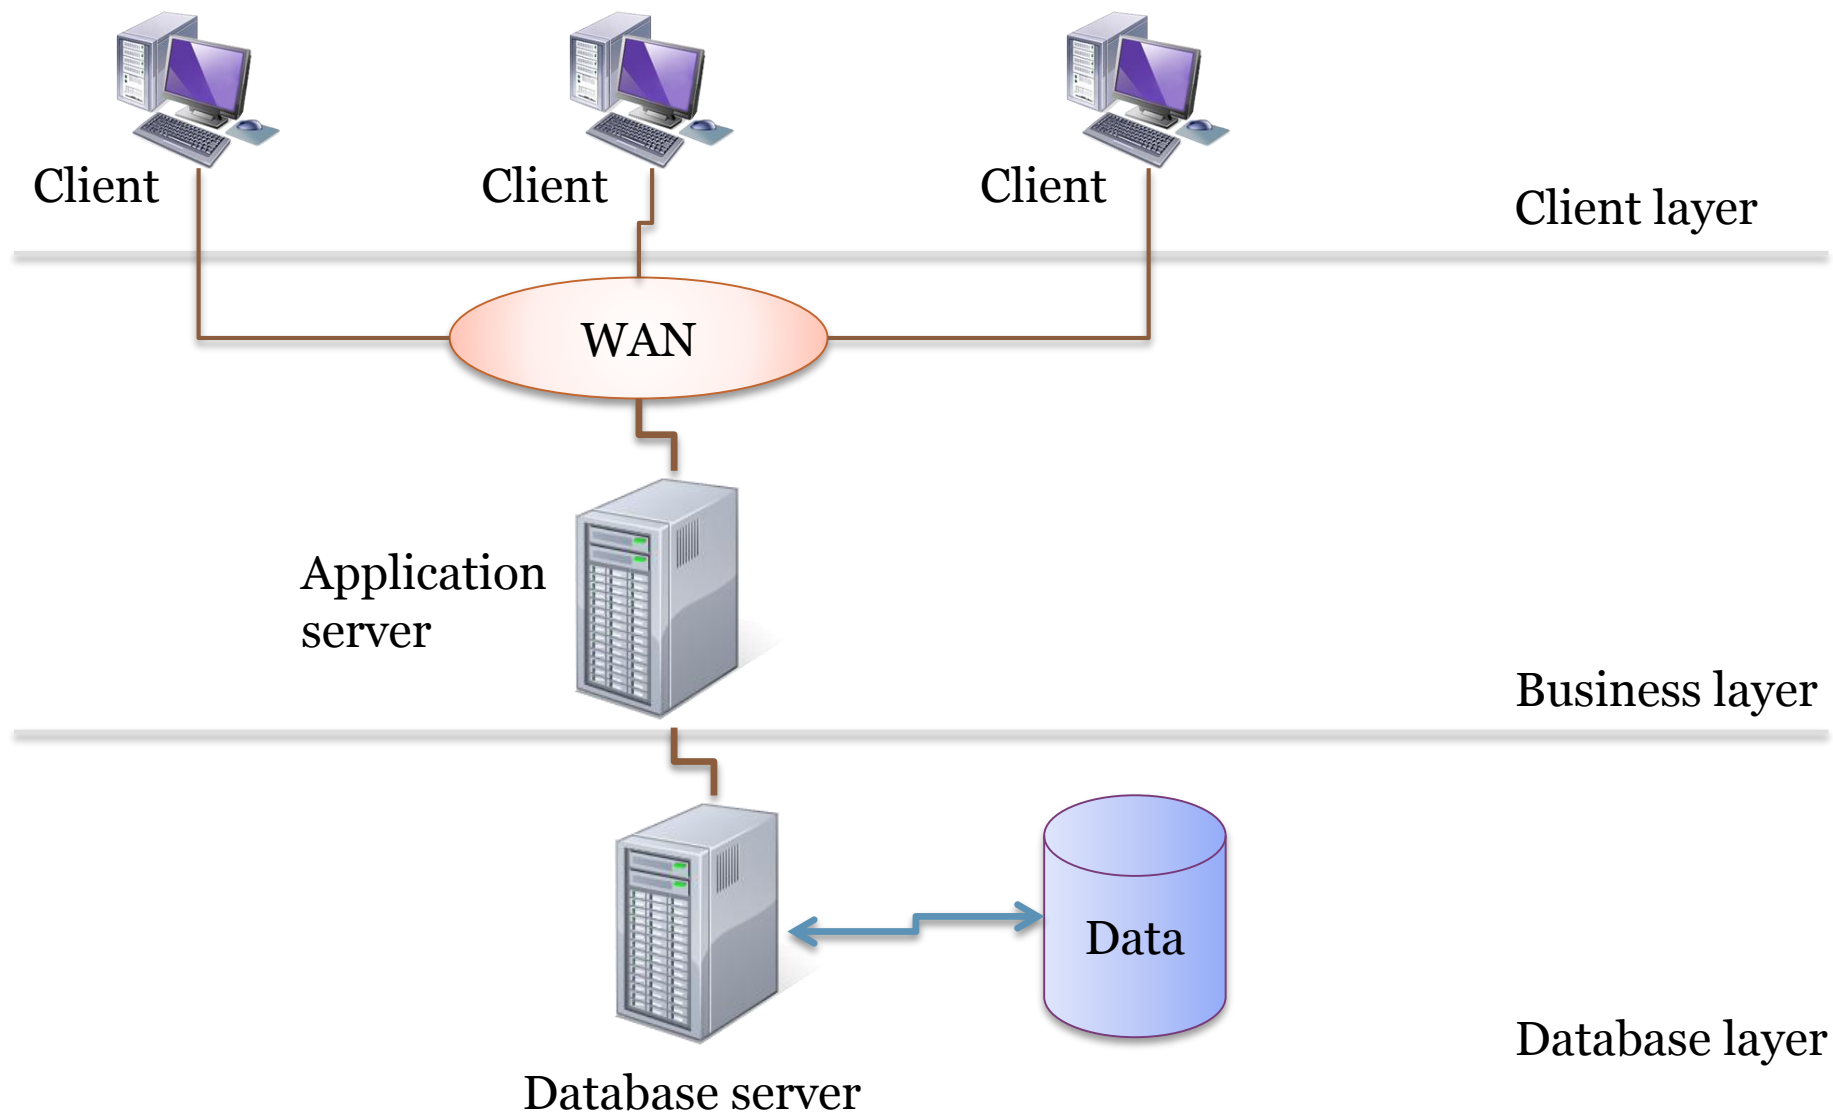 Client
Client
Client
Client layer
WAN
Application
server
Business layer
Data
Database layer
Database server